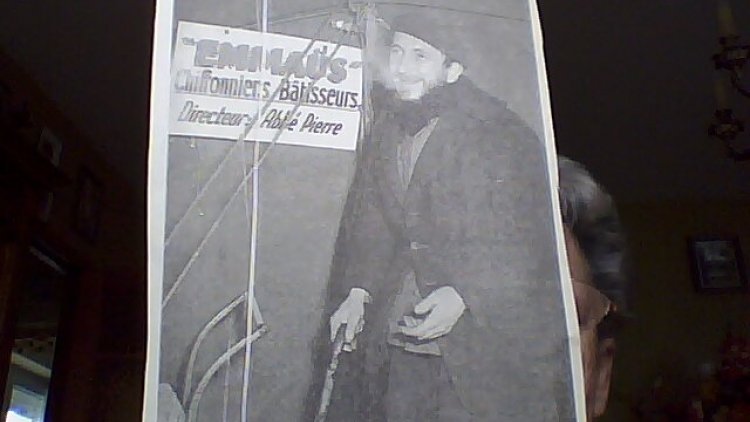 "EMMAÜS"
Chiffonniers, Bâtisseurs
Directeur: Abbé Pierre